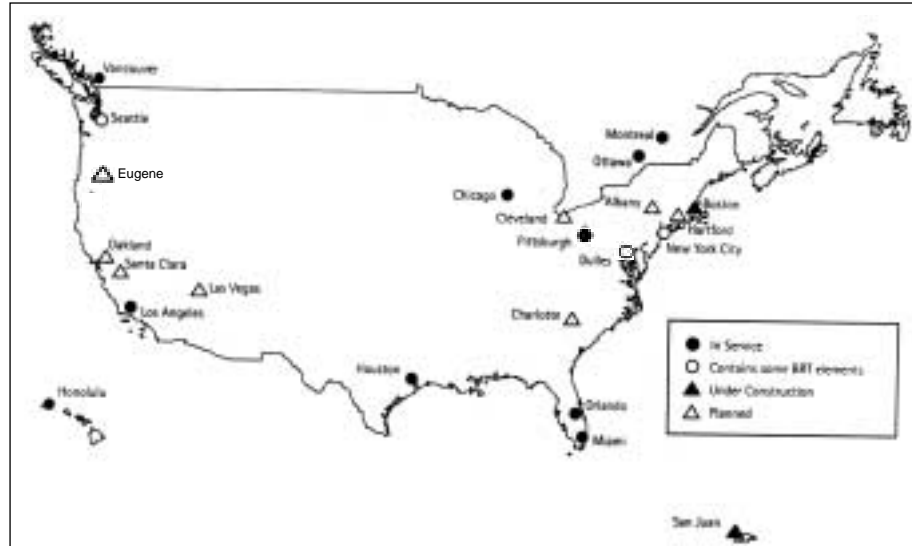 Vancouver
Seattle
Eugene
Montreal
Ottawa
Chicago
Cleveland
Albany
Boston
Hartford
Pittsburgh
New York City
Dulles
Oakland
Santa Clara
Las Vegas
Los Angeles
Charlotte
Houston
Honolulu
Orlando
Miami
In Service
Contains some BRT elements
Under Construction
Planned
San Juan